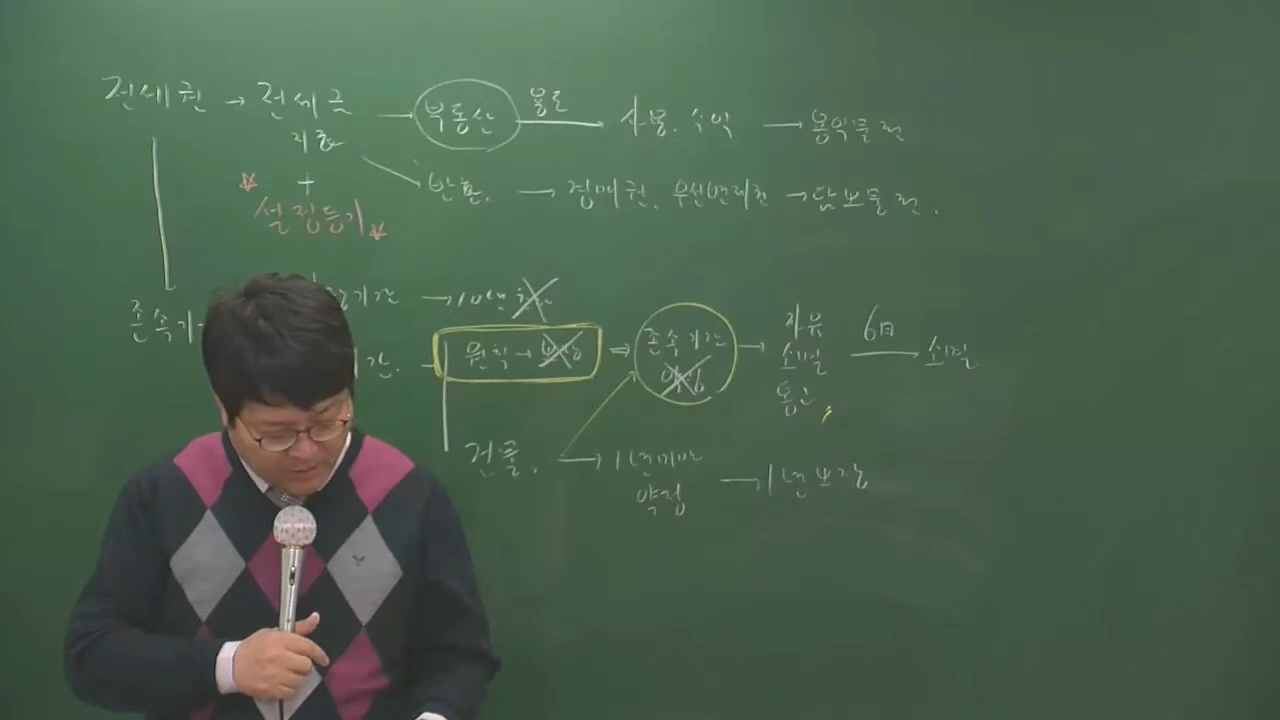 전세권 → 전세금 → 부동산 용도 → 사용.수익 → 용익물권
지급
+
* 설정등기 *
반환. → 경매권. 우선변제권 → 담보물권.
기간 → 10년
존속기
간. 원칙 → ⇒ 존속기간 → 자유 소멸 통고 6月 → 소멸
건물. → 1년미만 약정 → 1년 보장